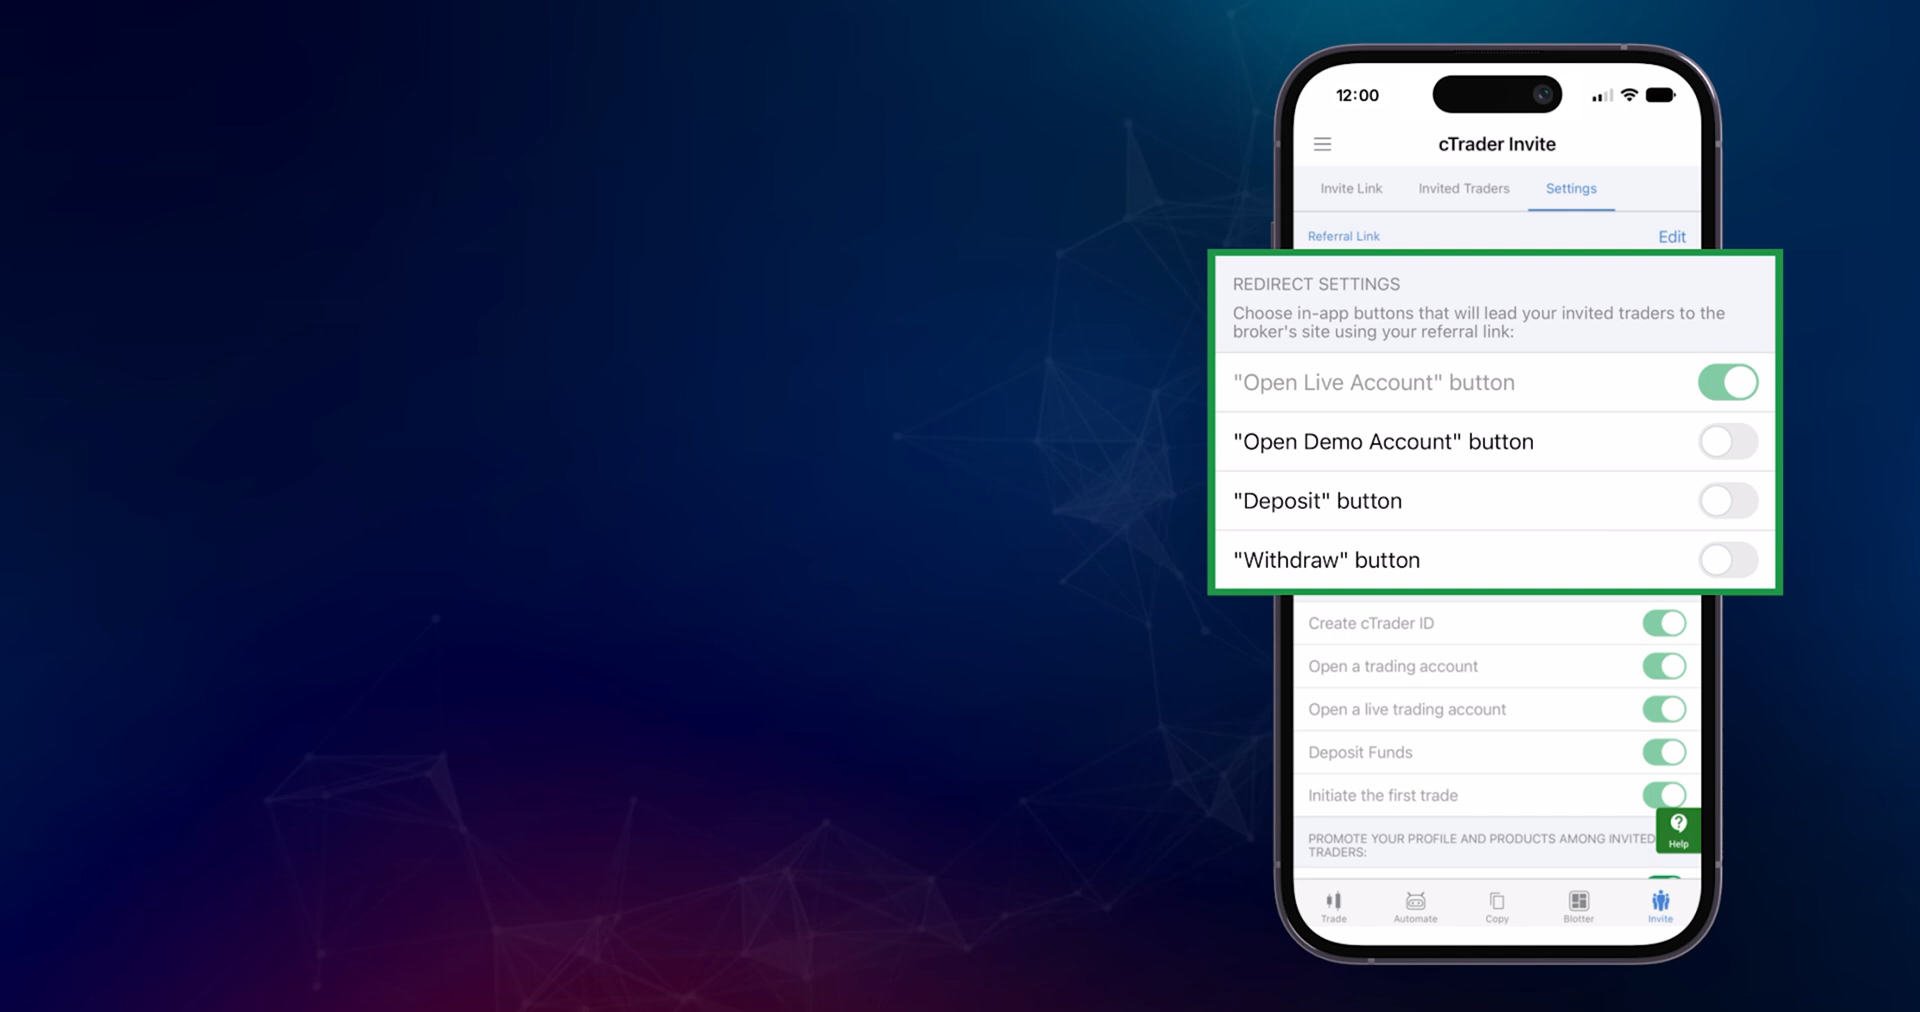 12:00
cTrader Invite
Invite Link
Invited Traders
Settings
Referral Link
Edit
REDIRECT SETTINGS
Choose in-app buttons that will lead your invited traders to the
broker's site using your referral link:
"Open Live Account" button
"Open Demo Account" button
"Deposit" button
"Withdraw" button
Create cTrader ID
Open a trading account
Open a live trading account
Deposit Funds
Initiate the first trade
PROMOTE YOUR PROFILE AND PRODUCTS AMONG INVITED
TRADERS:
Help
Trade
Automate
Copy
Blotter
Invite